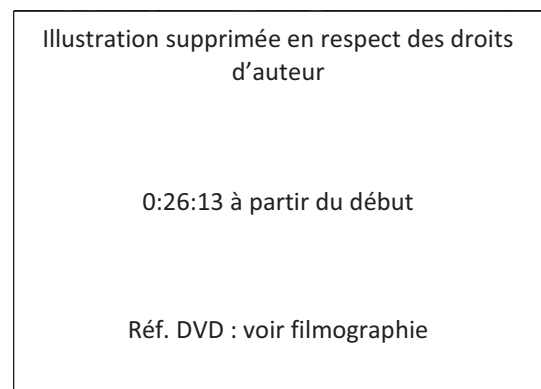 Illustration supprimée en respect des droits
d’auteur
0:26:13 à partir du début
Réf. DVD : voir filmographie